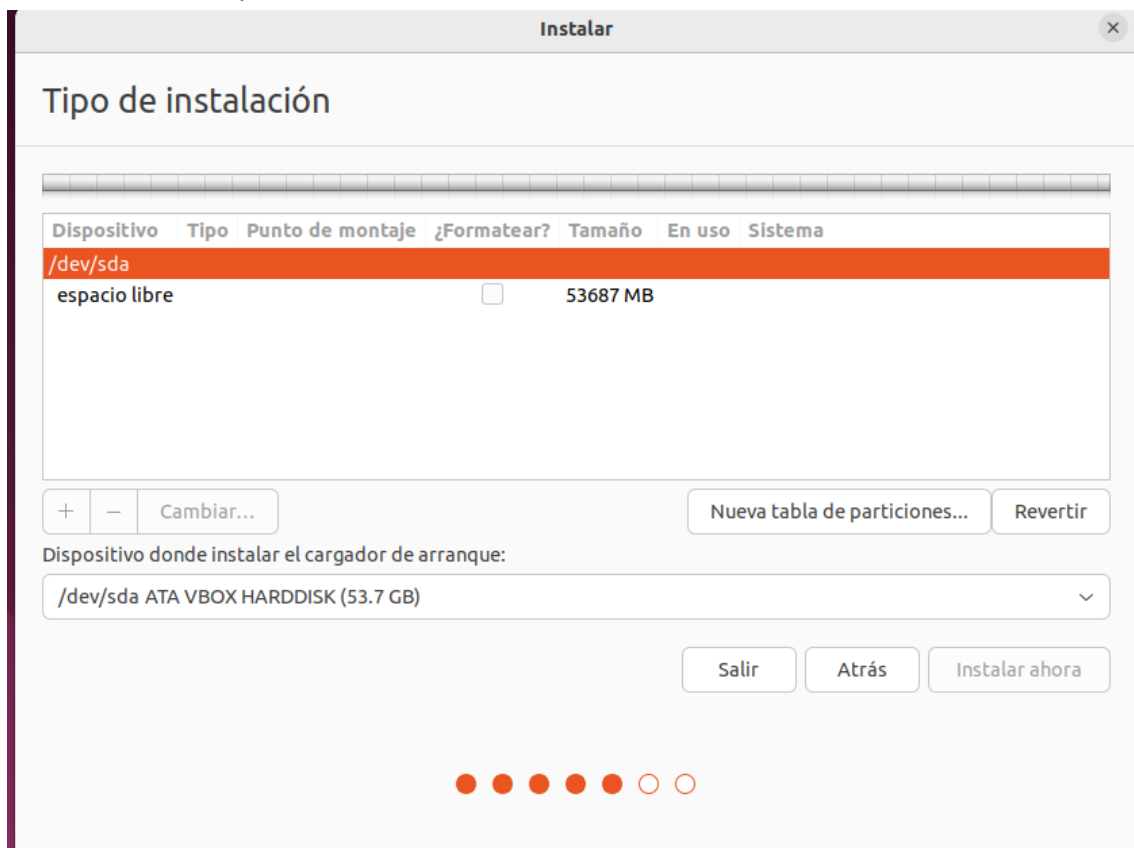 Instalar
Tipo de instalación
Dispositivo Tipo Punto de montaje ¿Formatear? Tamaño En uso Sistema
/dev/sda
espacio libre 53687 MB
+ − Cambiar... Nueva tabla de particiones... Revertir
Dispositivo donde instalar el cargador de arranque:
/dev/sda ATA VBOX HARDDISK (53.7 GB)
Salir Atrás Instalar ahora